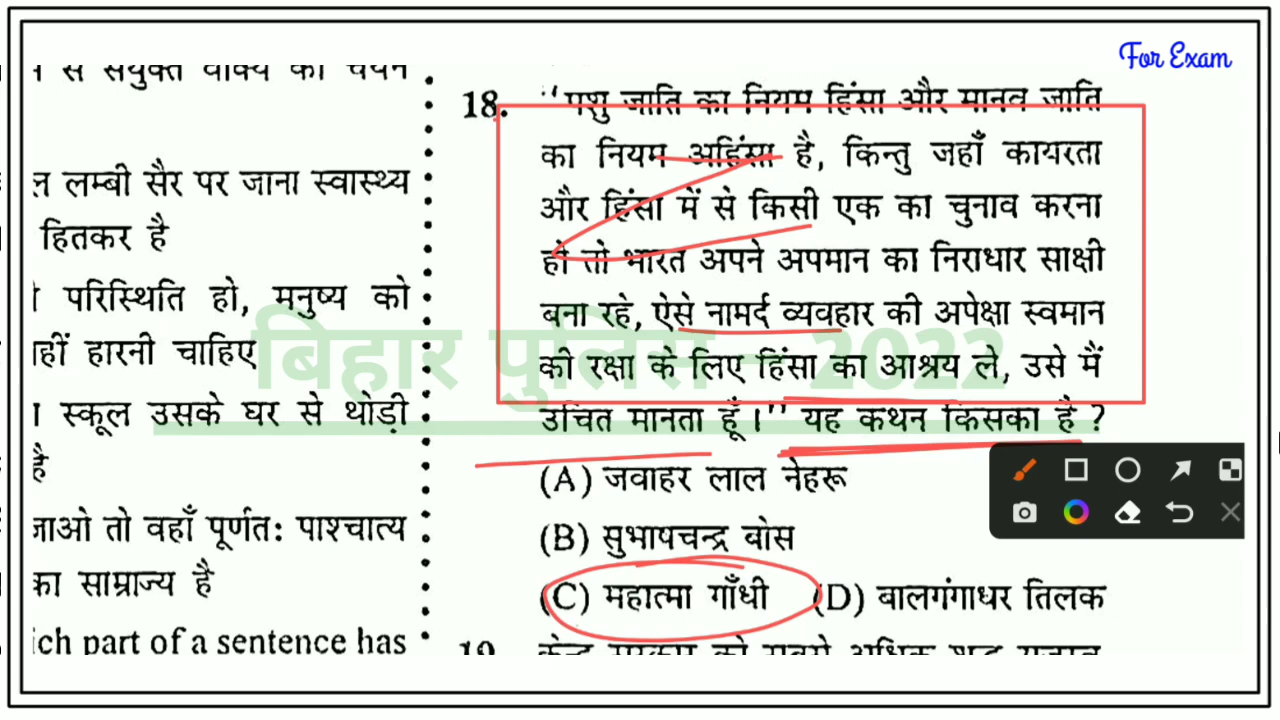 For Exam
से संयुक्त वाक्य का चयन
लम्बी सैर पर जाना स्वास्थ्य
हितकर है
परिस्थिति हो, मनुष्य को
नहीं हारनी चाहिए
स्कूल उसके घर से थोड़ी
है
जाओ तो वहाँ पूर्णत: पाश्चात्य
का साम्राज्य है
ich part of a sentence has
18. ''पशु जाति का नियम हिंसा और मानव जाति
का नियम अहिंसा है, किन्तु जहाँ कायरता
और हिंसा में से किसी एक का चुनाव करना
हो तो भारत अपने अपमान का निराधार साक्षी
बना रहे, ऐसे नामर्द व्यवहार की अपेक्षा स्वमान
की रक्षा के लिए हिंसा का आश्रय ले, उसे मैं
उचित मानता हूँ।'' यह कथन किसका है ?
(A) जवाहर लाल नेहरू
(B) सुभाषचन्द्र बोस
(C) महात्मा गाँधी (D) बालगंगाधर तिलक
19.
बिहार पुलिस - 2022